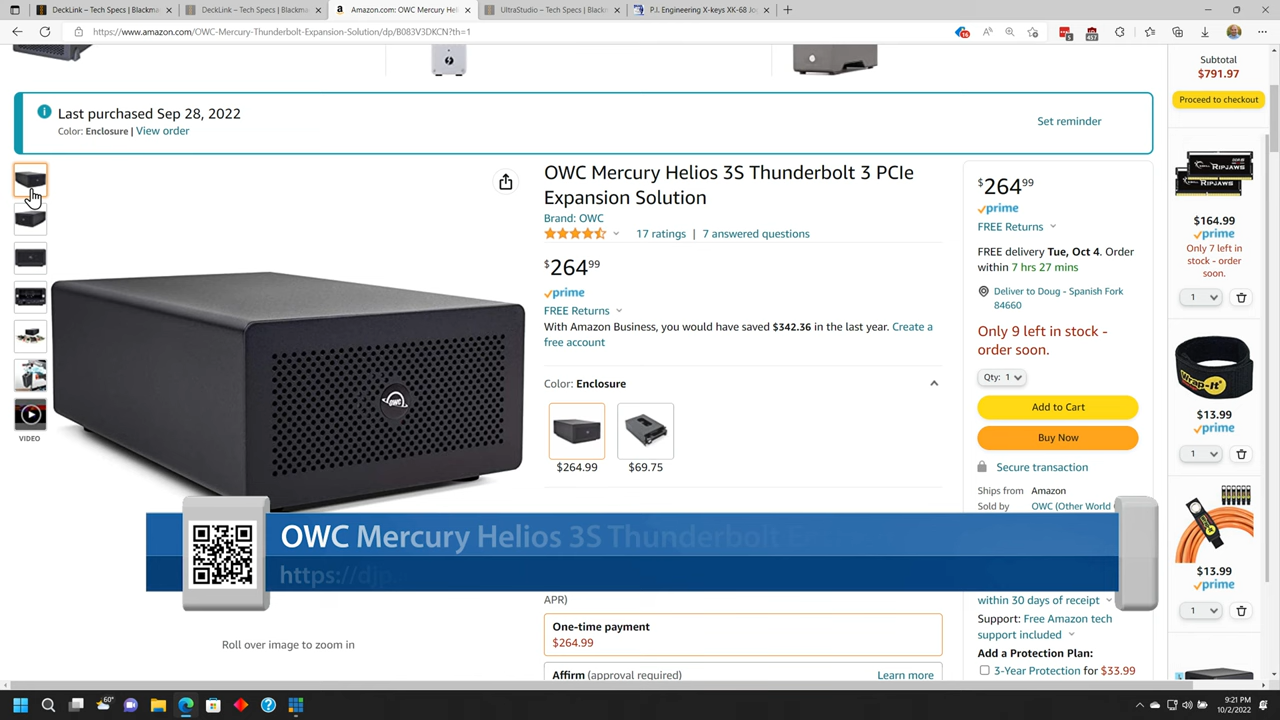 DeckLink – Tech Specs | Blackma
DeckLink – Tech Specs | Blackma
Amazon.com: OWC Mercury Heli
UltraStudio – Tech Specs | Blackm
P.I. Engineering X-keys XK-68 Jo
https://www.amazon.com/OWC-Mercury-Thunderbolt-Expansion-Solution/dp/B083V3DKCN?th=1
Last purchased Sep 28, 2022
Color: Enclosure | View order
Set reminder
Subtotal
$791.97
Proceed to checkout
OWC Mercury Helios 3S Thunderbolt 3 PCIe
Expansion Solution
Brand: OWC
17 ratings | 7 answered questions
$264.99
prime
FREE Returns
With Amazon Business, you would have saved $342.36 in the last year. Create a
free account
Color: Enclosure
$264.99
$69.75
OWC
VIDEO
Roll over image to zoom in
APR)
One-time payment
$264.99
Affirm (approval required)
Learn more
$264.99
prime
FREE Returns
FREE delivery Tue, Oct 4. Order
within 7 hrs 27 mins
Deliver to Doug - Spanish Fork
84660
Only 9 left in stock -
order soon.
Qty: 1
Add to Cart
Buy Now
Secure transaction
Ships from Amazon
Sold by OWC (Other World
within 30 days of receipt
Support: Free Amazon tech
support included
Add a Protection Plan:
3-Year Protection for $33.99
RIPJAWS
$164.99
prime
Only 7 left in
stock - order
soon.
1
Wrap-It
$13.99
prime
1
$13.99
prime
1
OWC Mercury Helios 3S Thunderbolt
https://djp
60°
9:21 PM
10/2/2022